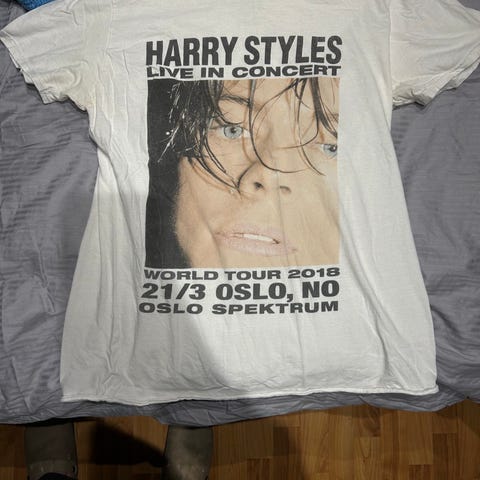 HARRY STYLES
LIVE IN CONCERT
WORLD TOUR 2018
21/3 OSLO, NO
OSLO SPEKTRUM